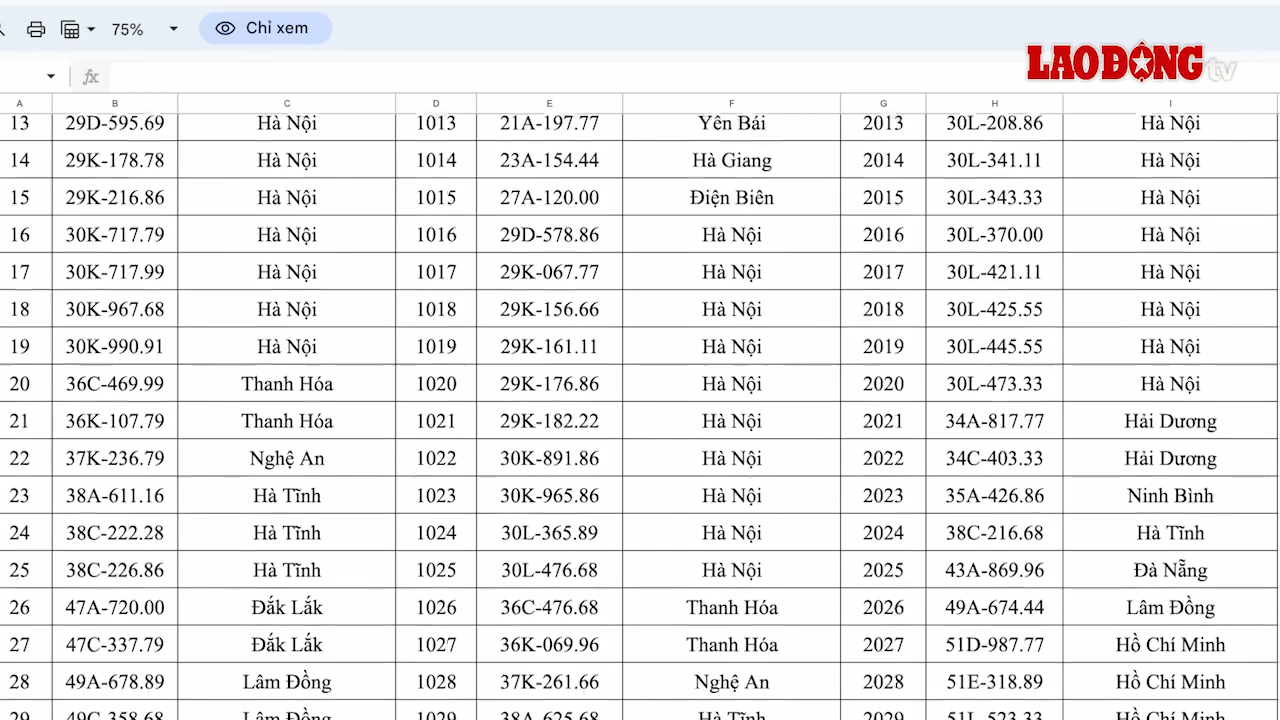 75% Chỉ xem
LAO ĐỘNG tv
fx
A B C D E F G H I
13 29D-595.69 Hà Nội 1013 21A-197.77 Yên Bái 2013 30L-208.86 Hà Nội
14 29K-178.78 Hà Nội 1014 23A-154.44 Hà Giang 2014 30L-341.11 Hà Nội
15 29K-216.86 Hà Nội 1015 27A-120.00 Điện Biên 2015 30L-343.33 Hà Nội
16 30K-717.79 Hà Nội 1016 29D-578.86 Hà Nội 2016 30L-370.00 Hà Nội
17 30K-717.99 Hà Nội 1017 29K-067.77 Hà Nội 2017 30L-421.11 Hà Nội
18 30K-967.68 Hà Nội 1018 29K-156.66 Hà Nội 2018 30L-425.55 Hà Nội
19 30K-990.91 Hà Nội 1019 29K-161.11 Hà Nội 2019 30L-445.55 Hà Nội
20 36C-469.99 Thanh Hóa 1020 29K-176.86 Hà Nội 2020 30L-473.33 Hà Nội
21 36K-107.79 Thanh Hóa 1021 29K-182.22 Hà Nội 2021 34A-817.77 Hải Dương
22 37K-236.79 Nghệ An 1022 30K-891.86 Hà Nội 2022 34C-403.33 Hải Dương
23 38A-611.16 Hà Tĩnh 1023 30K-965.86 Hà Nội 2023 35A-426.86 Ninh Bình
24 38C-222.28 Hà Tĩnh 1024 30L-365.89 Hà Nội 2024 38C-216.68 Hà Tĩnh
25 38C-226.86 Hà Tĩnh 1025 30L-476.68 Hà Nội 2025 43A-869.96 Đà Nẵng
26 47A-720.00 Đắk Lắk 1026 36C-476.68 Thanh Hóa 2026 49A-674.44 Lâm Đồng
27 47C-337.79 Đắk Lắk 1027 36K-069.96 Thanh Hóa 2027 51D-987.77 Hồ Chí Minh
28 49A-678.89 Lâm Đồng 1028 37K-261.66 Nghệ An 2028 51E-318.89 Hồ Chí Minh
29 49C-358.68 Lâm Đồng 1029 38A-625.68 Hà Tĩnh 2029 51L-523.33 Hồ Chí Minh